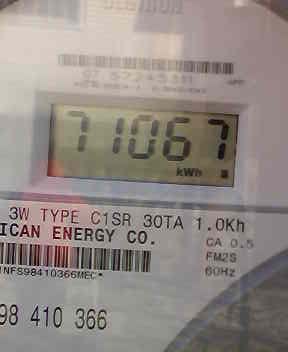 71067
kWh
3W TYPE C1SR 30TA 1.0Kh
ICAN ENERGY CO.
CA 0.5
FM2S
60Hz
NFS98410366MEC*
98 410 366